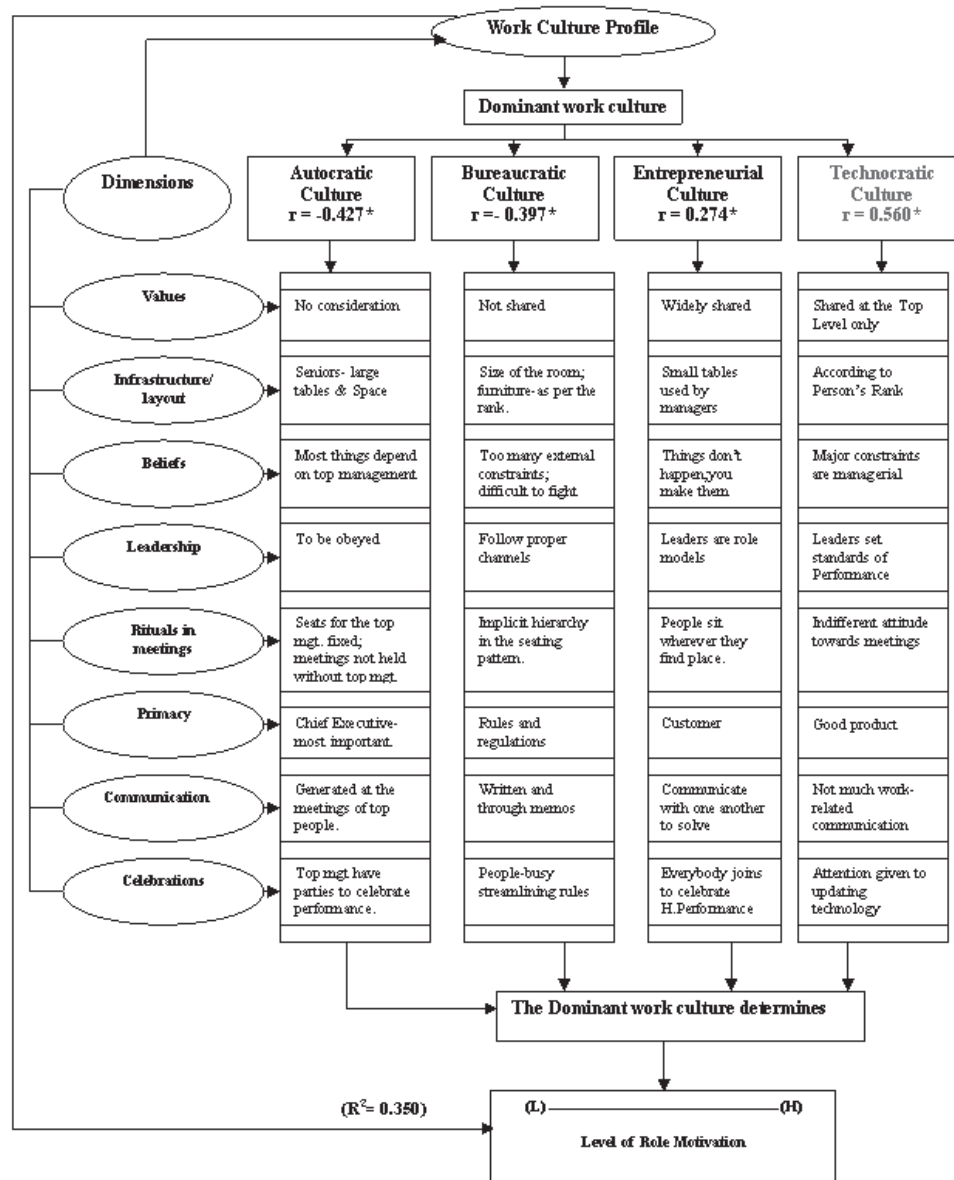 Work Culture Profile
Dominant work culture
Dimensions
Autocratic
Culture
r = -0.427*
Bureaucratic
Culture
r =- 0.397*
Entrepreneurial
Culture
r = 0.274*
Technocratic
Culture
r = 0.560*
Values
No consideration
Not shared
Widely shared
Shared at the Top
Level only
Infrastructure/
layout
Seniors- large
tables & Space
Size of the room;
furniture- as per the
rank.
Small tables
used by
managers
According to
Person's Rank
Beliefs
Most things depend
on top management
Too many external
constraints;
difficult to fight
Things don't
happen,you
make them
Major constraints
are managerial
Leadership
To be obeyed
Follow proper
channels
Leaders are role
models
Leaders set
standards of
Performance
Rituals in
meetings
Seats for the top
mgt. fixed;
meetings not held
without top mgt.
Implicit hierarchy
in the seating
pattern.
People sit
wherever they
find place.
Indifferent attitude
towards meetings
Primacy
Chief Executive-
most important.
Rules and
regulations
Customer
Good product
Communication
Generated at the
meetings of top
people.
Written and
through memos
Communicate
with one another
to solve
Not much work-
related
communication
Celebrations
Top mgt have
parties to celebrate
performance.
People-busy
streamlining rules
Everybody joins
to celebrate
H.Performance
Attention given to
updating
technology
The Dominant work culture determines
(R²= 0.350)
(L) (H)
Level of Role Motivation